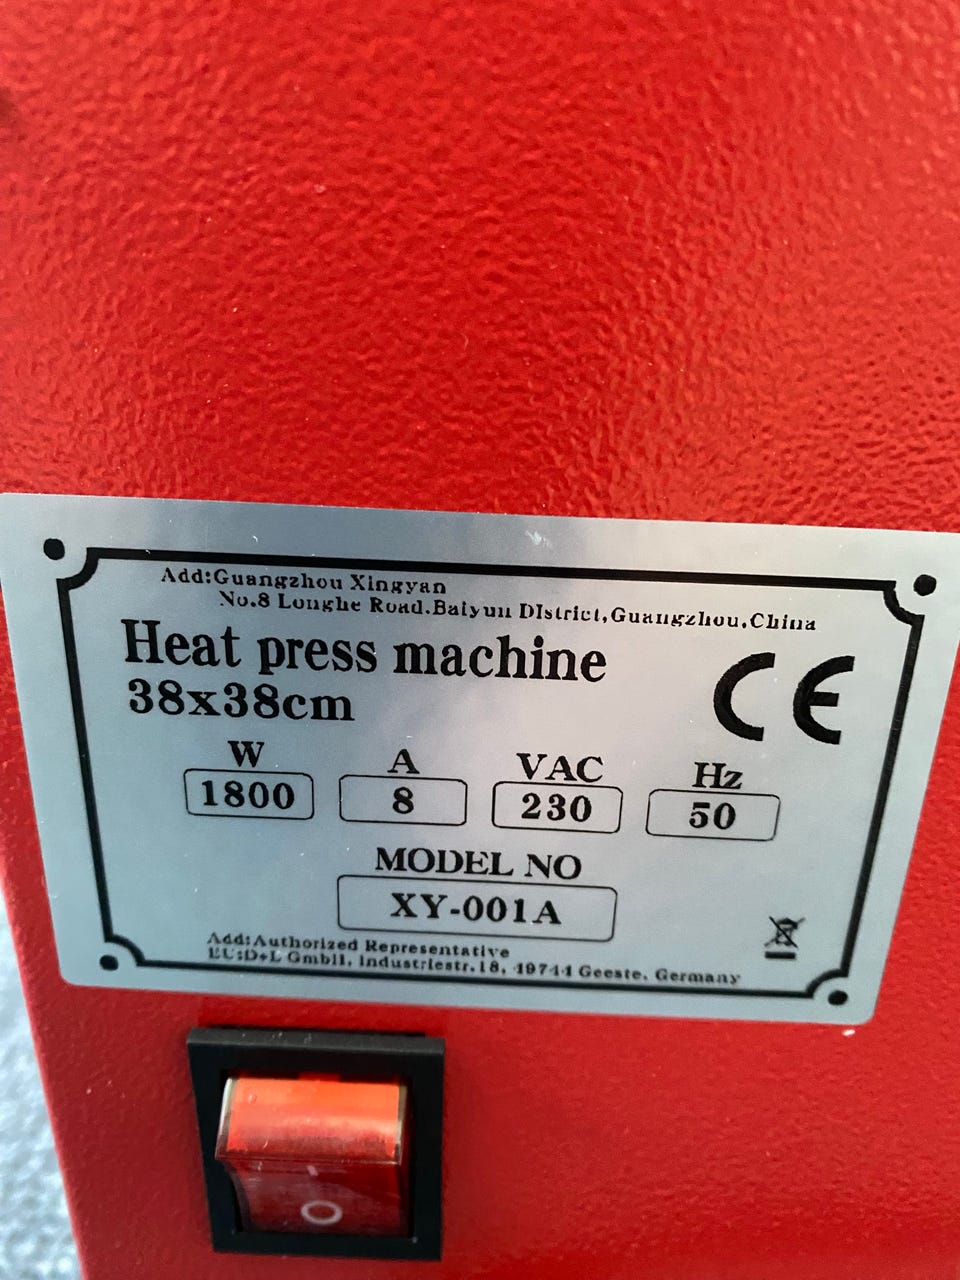 Add:Guangzhou Xingyan
No.8 Longhe Road.Baiyun DIstrict,Guangzhou,China
Heat press machine
38x38cm
CE
W A VAC Hz
1800 8 230 50
MODEL NO
XY-001A
Add:Authorized Representative
EU:D+L GmbH, Industriestr.18, 49744 Geeste, Germany